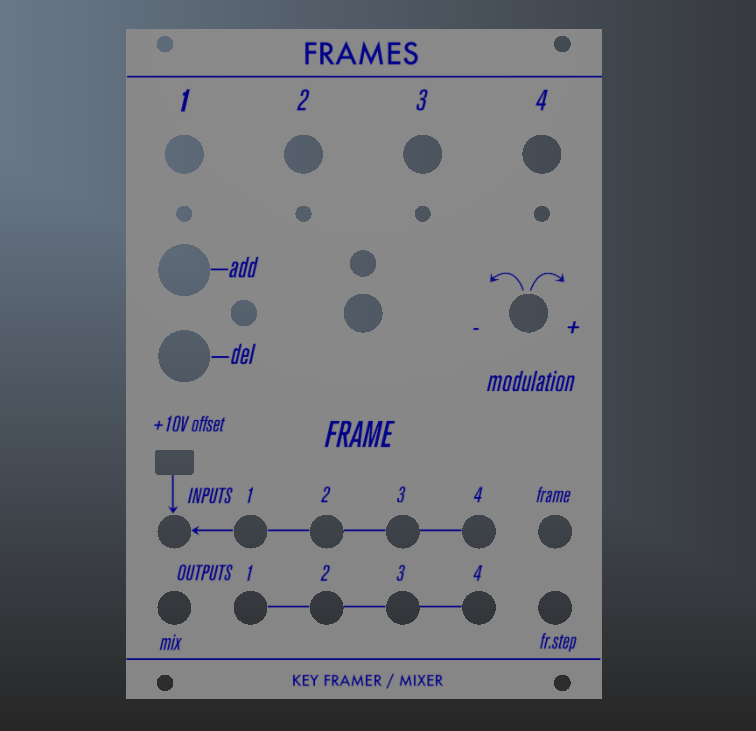 FRAMES
1 2 3 4
add
- +
del
modulation
+10V offset
FRAME
INPUTS 1 2 3 4 frame
OUTPUTS 1 2 3 4
mix fr.step
KEY FRAMER / MIXER